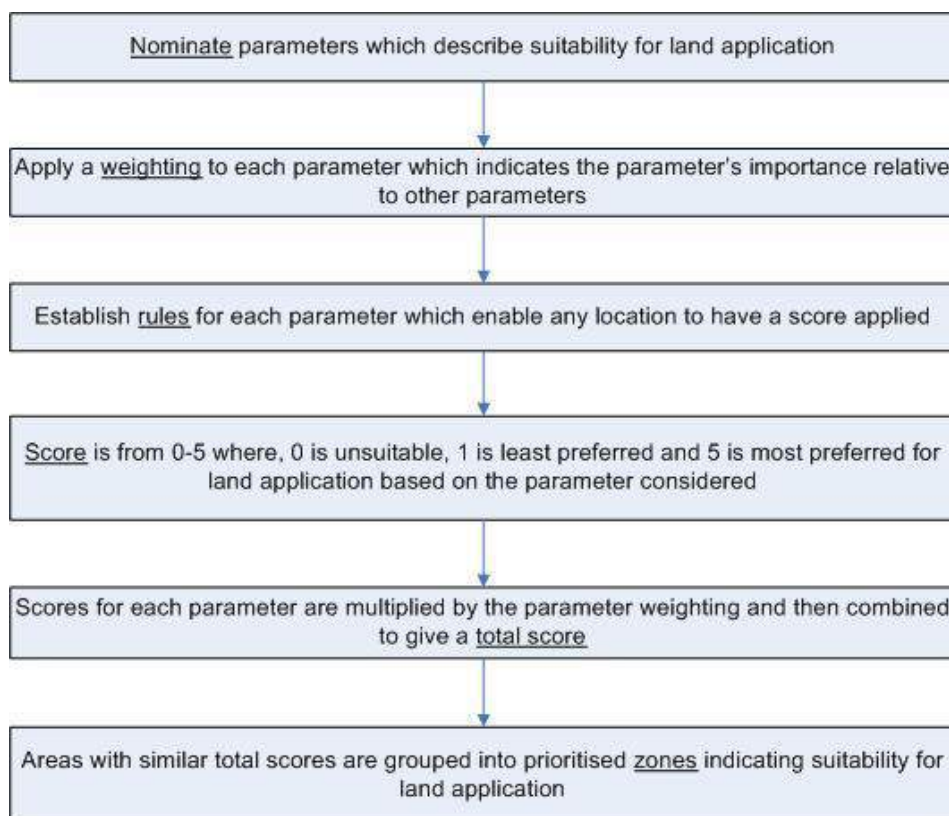 Nominate parameters which describe suitability for land application
Apply a weighting to each parameter which indicates the parameter's importance relative
to other parameters
Establish rules for each parameter which enable any location to have a score applied
Score is from 0-5 where, 0 is unsuitable, 1 is least preferred and 5 is most preferred for
land application based on the parameter considered
Scores for each parameter are multiplied by the parameter weighting and then combined
to give a total score
Areas with similar total scores are grouped into prioritised zones indicating suitability for
land application